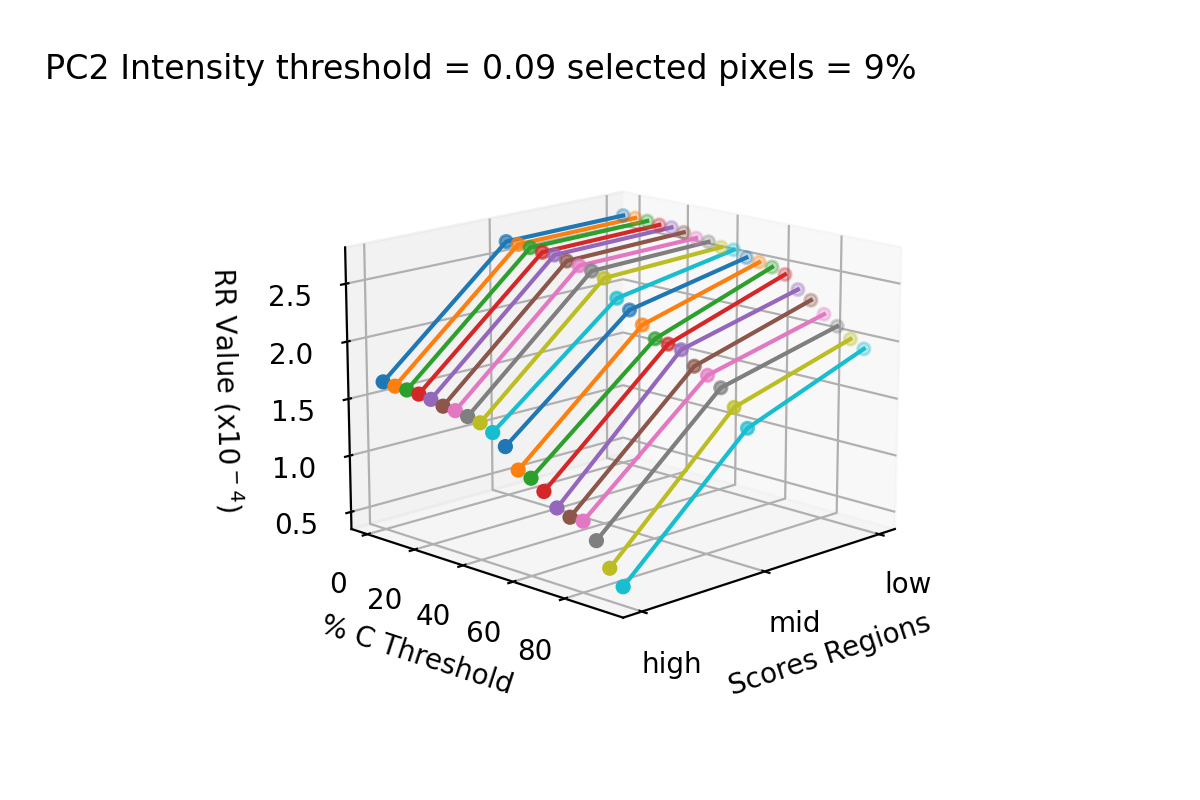 PC2 Intensity threshold = 0.09 selected pixels = 9%
RR Value (x10⁻⁴)
2.5
2.0
1.5
1.0
0.5
0
20
40
60
80
% C Threshold
high
mid
low
Scores Regions